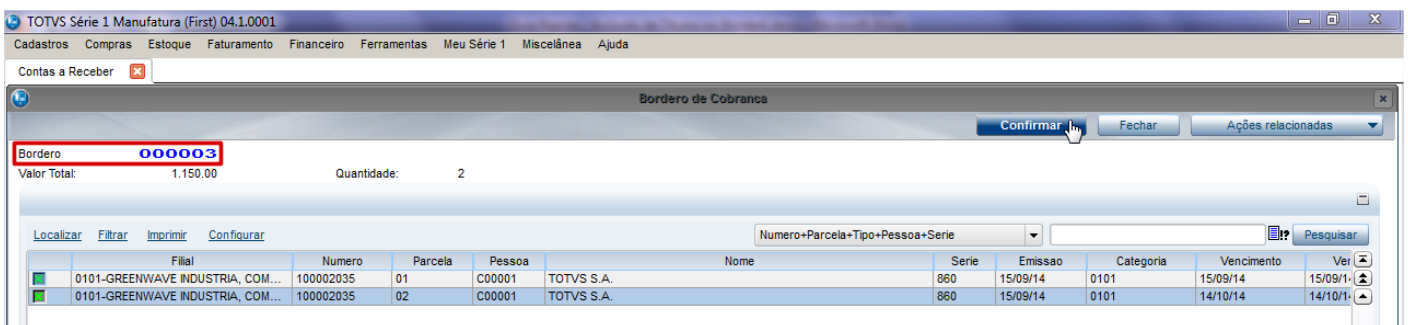 TOTVS Série 1 Manufatura (First) 04.1.0001
Cadastros Compras Estoque Faturamento Financeiro Ferramentas Meu Série 1 Miscelânea Ajuda
Contas a Receber
Bordero de Cobranca
Confirmar Fechar Ações relacionadas
Bordero 000003
Valor Total: 1.150.00 Quantidade: 2
Localizar Filtrar Imprimir Configurar Numero+Parcela+Tipo+Pessoa+Serie !? Pesquisar
Filial Numero Parcela Pessoa Nome Serie Emissao Categoria Vencimento Ver
0101-GREENWAVE INDUSTRIA, COM... 100002035 01 C00001 TOTVS S.A. 860 15/09/14 0101 15/09/14 15/09/1
0101-GREENWAVE INDUSTRIA, COM... 100002035 02 C00001 TOTVS S.A. 860 15/09/14 0101 14/10/14 14/10/1